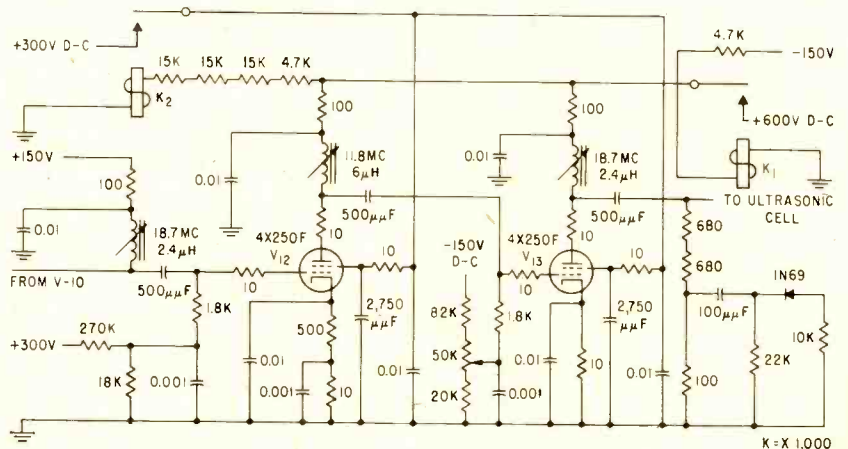 +300V D-C
15K
15K
15K
4.7K
K2
+150V
100
0.01
18.7MC
2.4μH
FROM V-10
500μμF
1.8K
10
270K
+300V
18K
0.001
100
0.01
11.8MC
6μH
500μμF
10
4X250F
V12
10
500
2,750
μμF
0.01
0.001
10
0.01
-150V
D-C
82K
50K
20K
10
1.8K
0.001
100
0.01
18.7MC
2.4μH
500μμF
10
4X250F
V13
10
2,750
μμF
0.01
10
0.01
4.7K
-150V
+600V D-C
K1
TO ULTRASONIC
CELL
680
680
100μμF
1N69
100
22K
10K
K=X 1,000